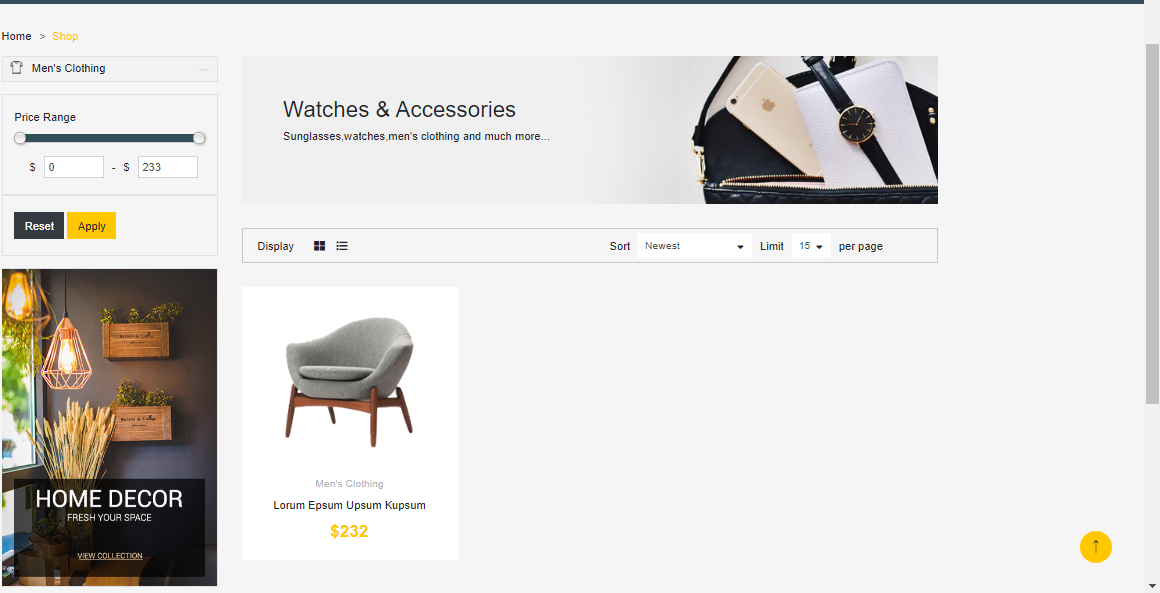 Home > Shop
Men's Clothing
Price Range
$ 0 - $ 233
Reset Apply
HOME DECOR
FRESH YOUR SPACE
VIEW COLLECTION
Watches & Accessories
Sunglasses,watches,men's clothing and much more...
Display Sort Newest Limit 15 per page
Men's Clothing
Lorum Epsum Upsum Kupsum
$232